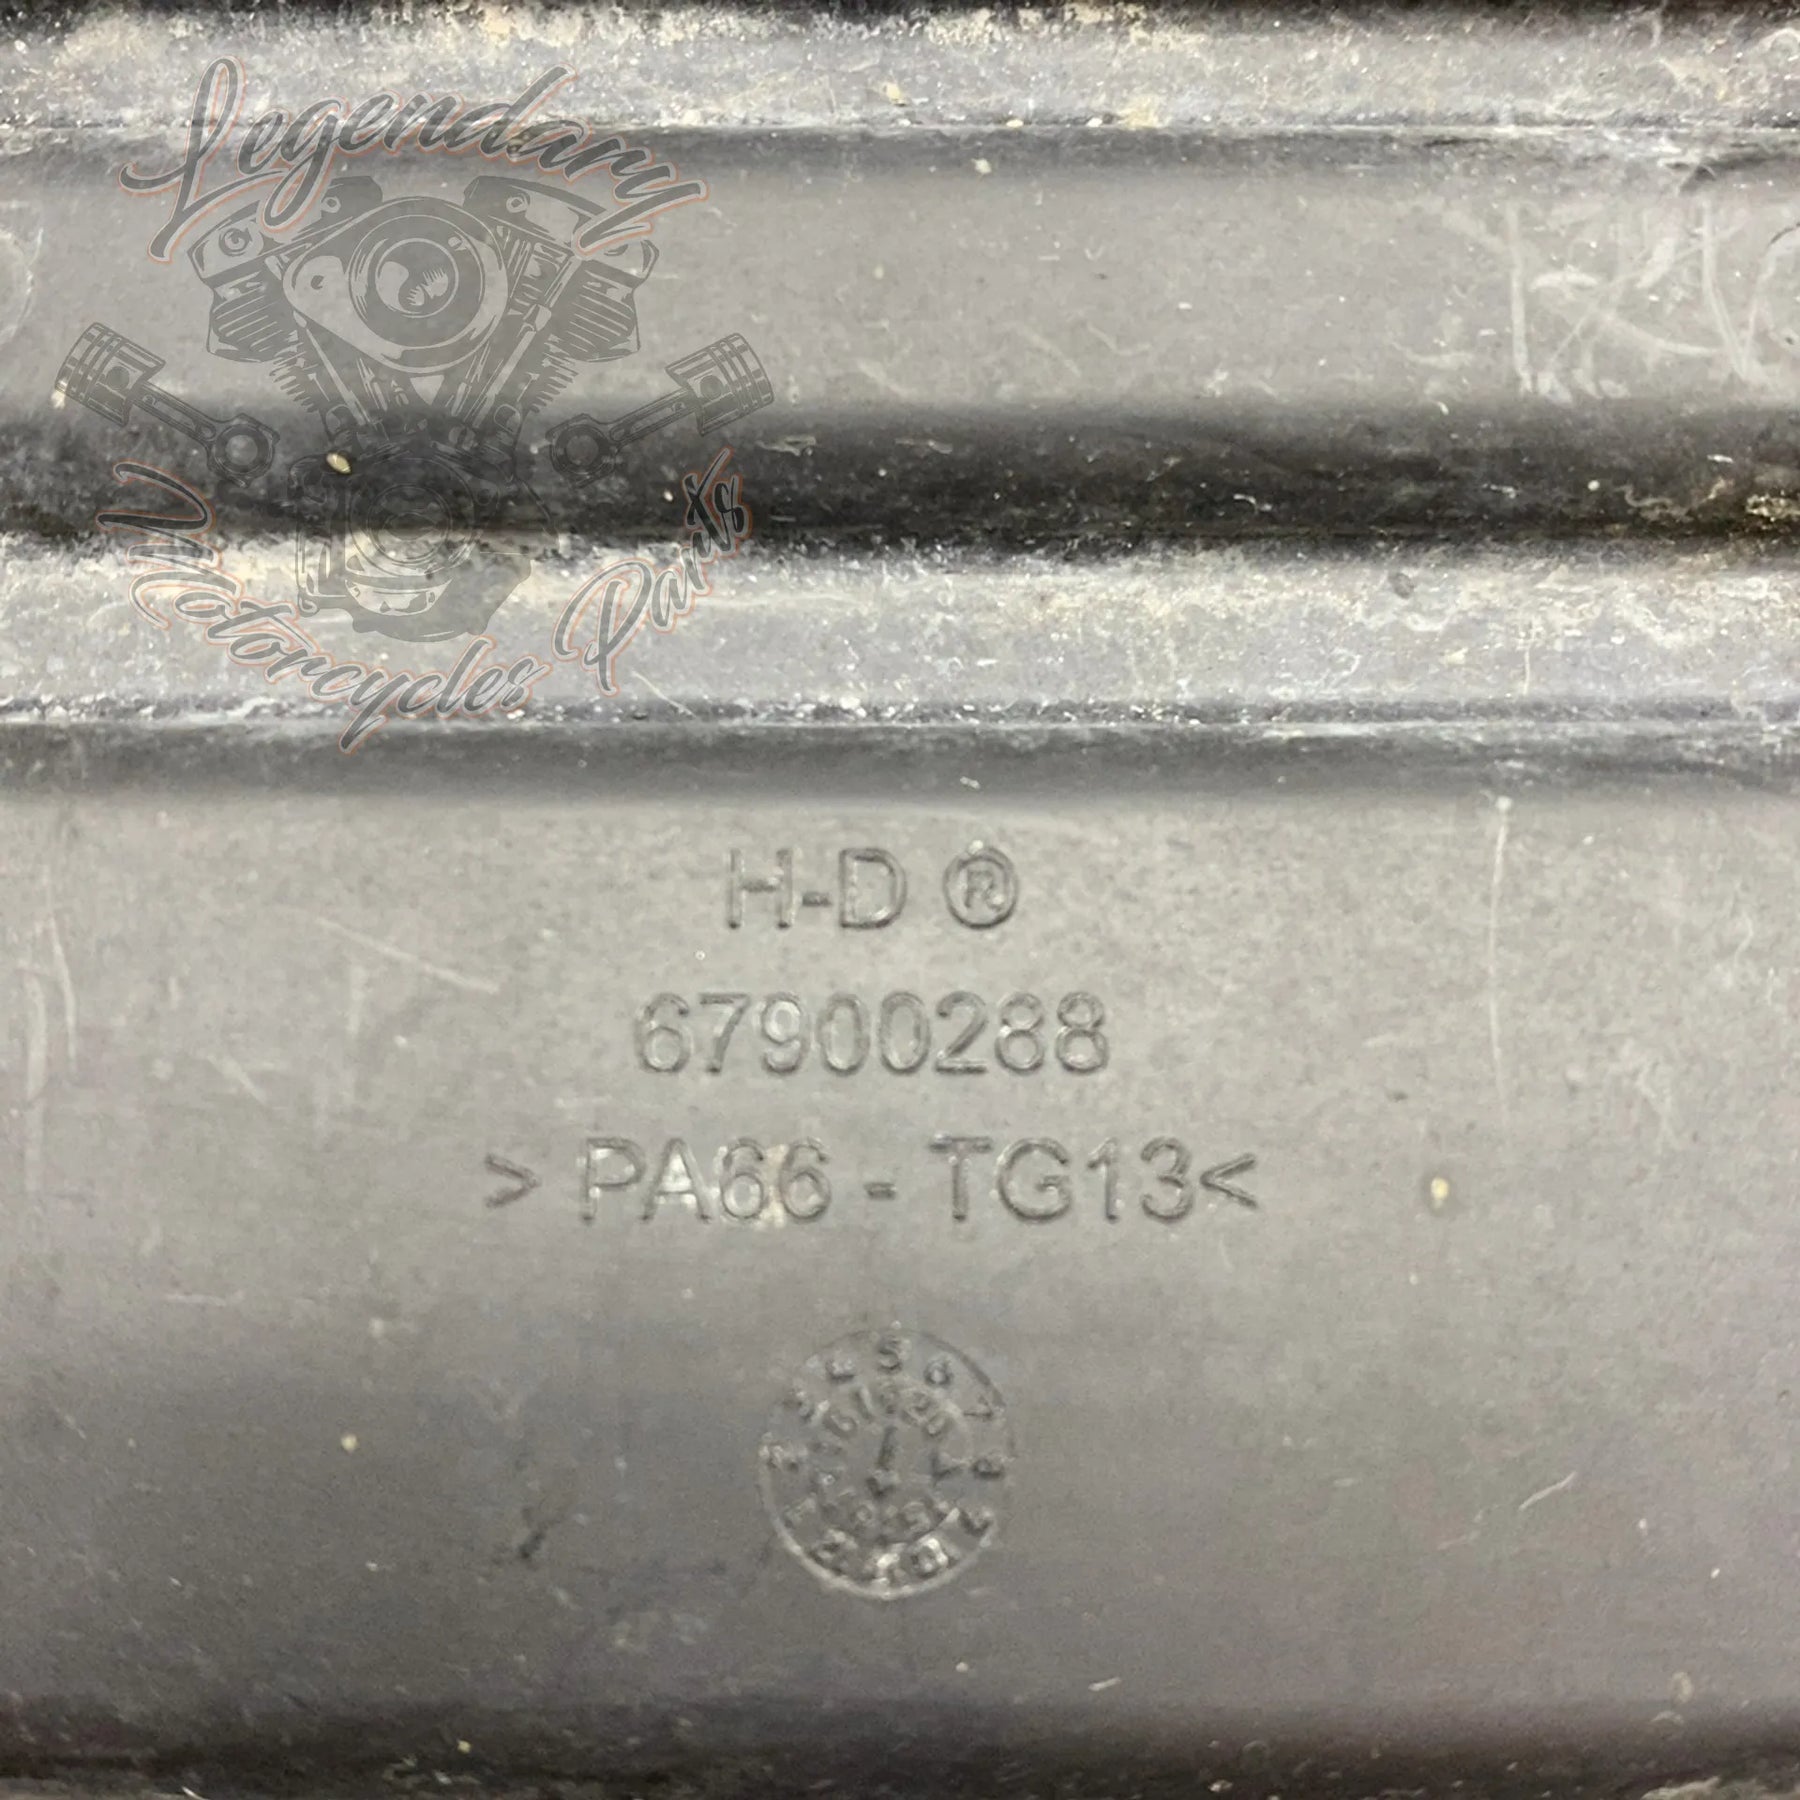 Legendary
Motorcycles Parts
H-D ®
67900288
> PA66 - TG13<